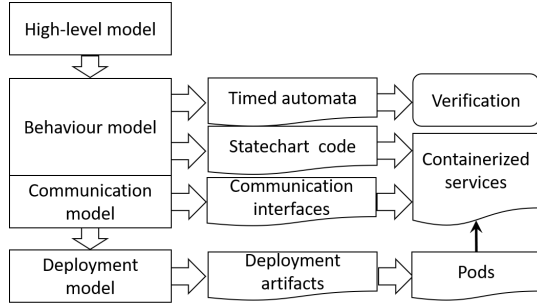 High-level model
Behaviour model
Timed automata
Verification
Statechart code
Containerized
services
Communication
model
Communication
interfaces
Deployment
model
Deployment
artifacts
Pods